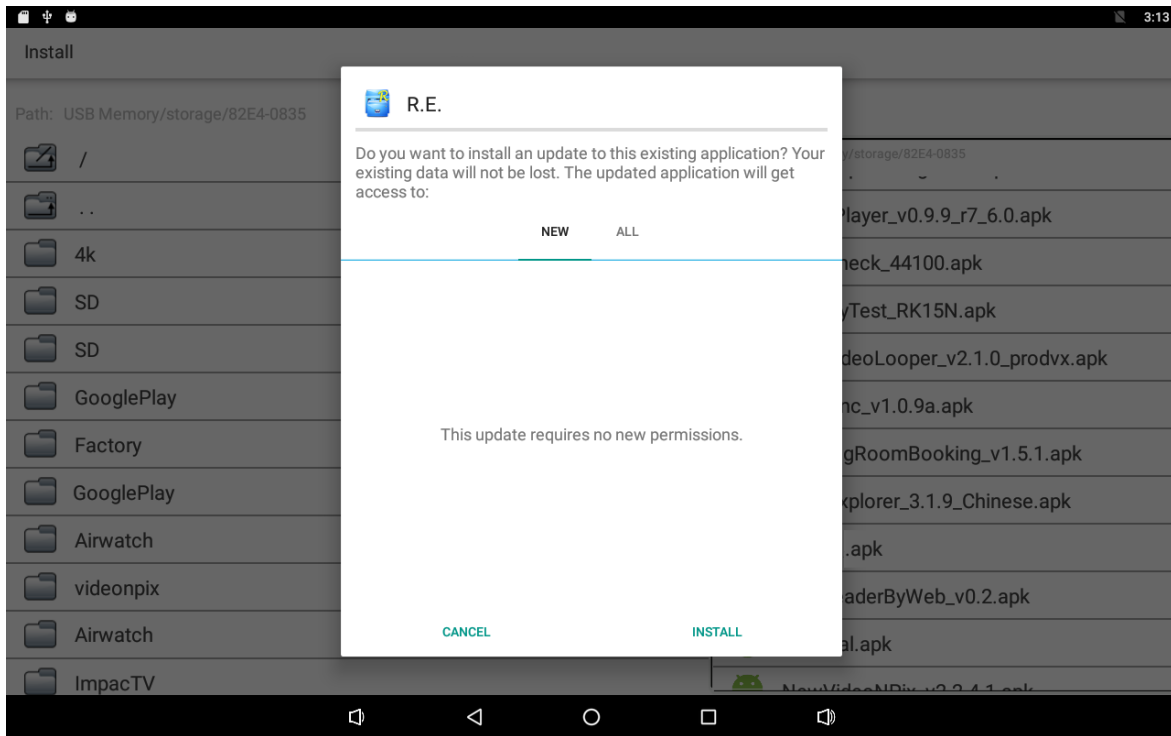 3:13
Install
Path: USB Memory/storage/82E4-0835
/
. .
4k
SD
SD
GooglePlay
Factory
GooglePlay
Airwatch
videonpix
Airwatch
ImpacTV
R.E.
Do you want to install an update to this existing application? Your
existing data will not be lost. The updated application will get
access to:
NEW ALL
This update requires no new permissions.
CANCEL INSTALL
y/storage/82E4-0835
layer_v0.9.9_r7_6.0.apk
heck_44100.apk
yTest_RK15N.apk
deoLooper_v2.1.0_prodvx.apk
nc_v1.0.9a.apk
gRoomBooking_v1.5.1.apk
xplorer_3.1.9_Chinese.apk
.apk
aderByWeb_v0.2.apk
al.apk